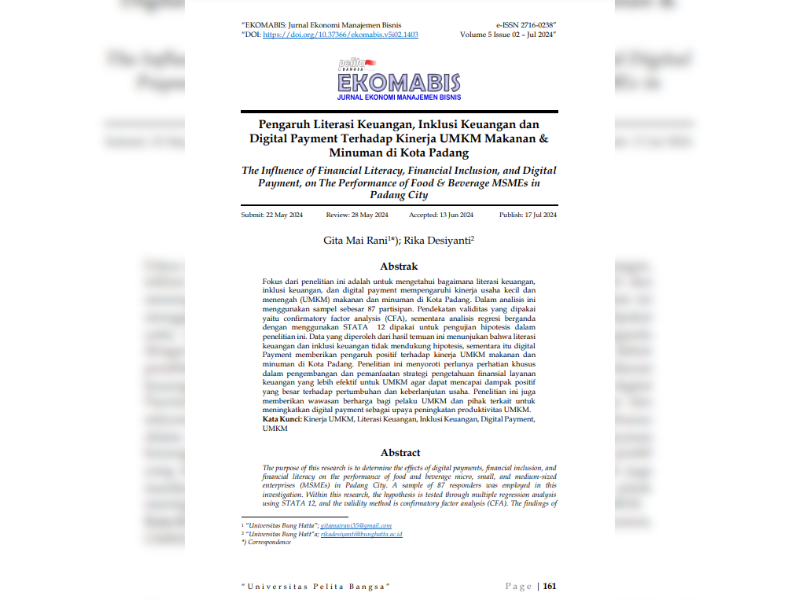 "EKOMABIS: Jurnal Ekonomi Manajemen Bisnis e-ISSN 2716-0238"
"DOI: https://doi.org/10.37366/ekomabis.v5i02.1403 Volume 5 Issue 02 – Jul 2024"
pelita
BANGSA
EKOMABIS
JURNAL EKONOMI MANAJEMEN BISNIS
Pengaruh Literasi Keuangan, Inklusi Keuangan dan
Digital Payment Terhadap Kinerja UMKM Makanan &
Minuman di Kota Padang
The Influence of Financial Literacy, Financial Inclusion, and Digital
Payment, on The Performance of Food & Beverage MSMEs in
Padang City
Submit: 22 May 2024 Review: 28 May 2024 Accepted: 13 Jun 2024 Publish: 17 Jul 2024
Gita Mai Rani¹*); Rika Desiyanti²
Abstrak
Fokus dari penelitian ini adalah untuk mengetahui bagaimana literasi keuangan,
inklusi keuangan, dan digital payment mempengaruhi kinerja usaha kecil dan
menengah (UMKM) makanan dan minuman di Kota Padang. Dalam analisis ini
menggunakan sampel sebesar 87 partisipan. Pendekatan validitas yang dipakai
yaitu confirmatory factor analysis (CFA), sementara analisis regresi berganda
dengan menggunakan STATA 12 dipakai untuk pengujian hipotesis dalam
penelitian ini. Data yang diperoleh dari hasil temuan ini menunjukan bahwa literasi
keuangan dan inklusi keuangan tidak mendukung hipotesis, sementara itu digital
Payment memberikan pengaruh positif terhadap kinerja UMKM makanan dan
minuman di Kota Padang. Penelitian ini menyoroti perlunya perhatian khusus
dalam pengembangan dan pemanfaatan strategi pengetahuan finansial layanan
keuangan yang lebih efektif untuk UMKM agar dapat mencapai dampak positif
yang besar terhadap pertumbuhan dan keberlanjutan usaha. Penelitian ini juga
memberikan wawasan berharga bagi pelaku UMKM dan pihak terkait untuk
meningkatkan digital payment sebagai upaya peningkatan produktivitas UMKM.
Kata Kunci: Kinerja UMKM, Literasi Keuangan, Inklusi Keuangan, Digital Payment,
UMKM
Abstract
The purpose of this research is to determine the effects of digital payments, financial inclusion, and
financial literacy on the performance of food and beverage micro, small, and medium-sized
enterprises (MSMEs) in Padang City. A sample of 87 responders was employed in this
investigation. Within this research, the hypothesis is tested through multiple regression analysis
using STATA 12, and the validity method is confirmatory factor analysis (CFA). The findings of
¹ "Universitas Bung Hatta"; gitamairani35@gmail.com
² "Universitas Bung Hatt"a; rikadesiyanti@bunghatta.ac.id
*) Correspondence
"Universitas Pelita Bangsa" Page | 161